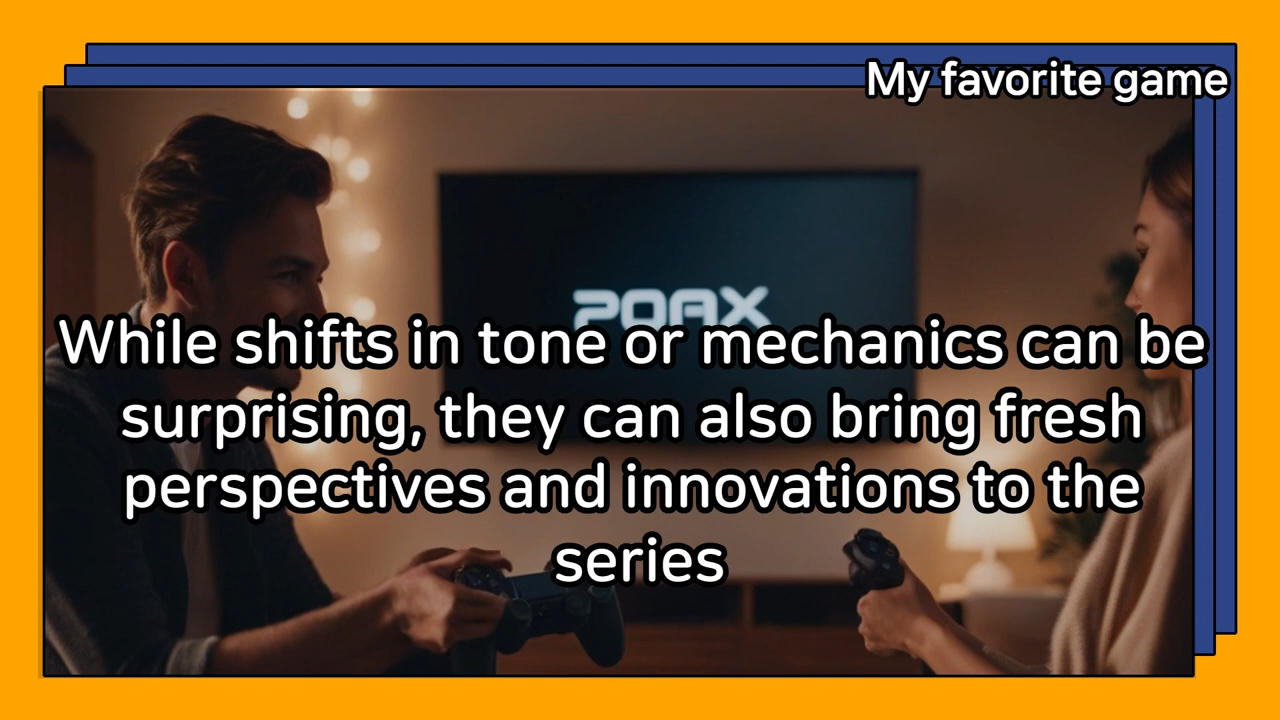 My favorite game
While shifts in tone or mechanics can be
surprising, they can also bring fresh
perspectives and innovations to the
series